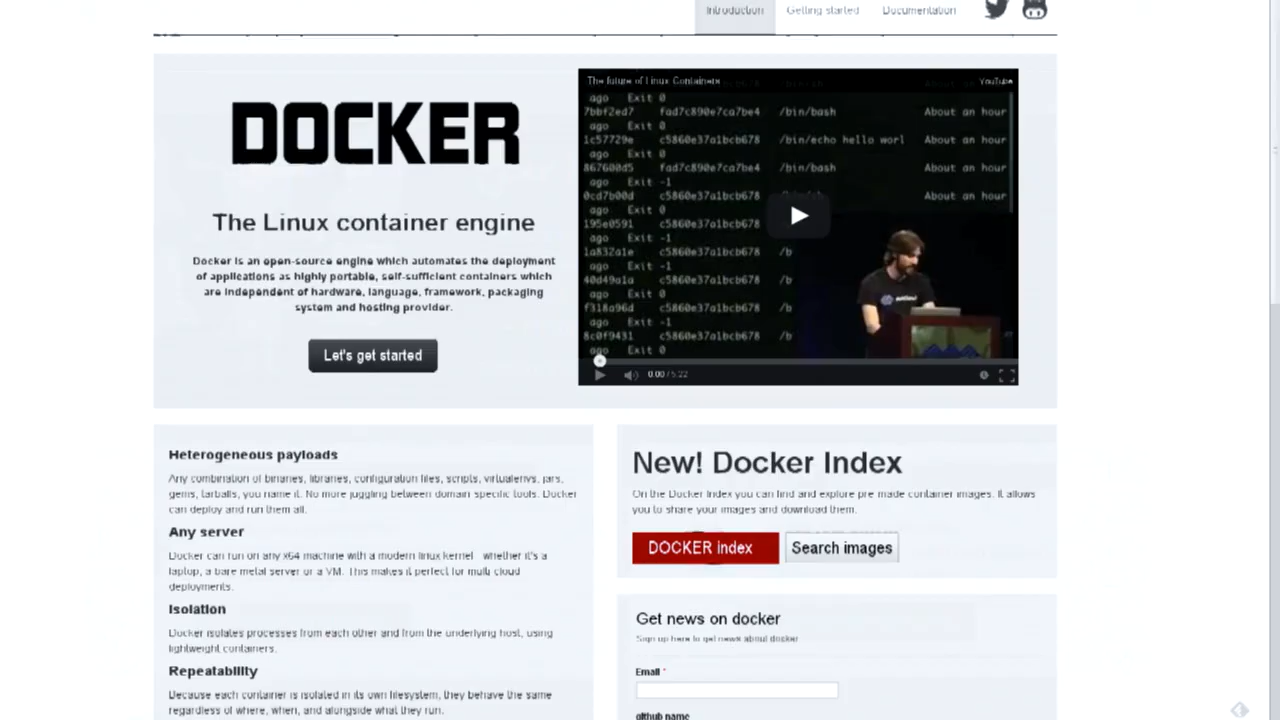 Introduction
Getting started
Documentation
The future of Linux Containers
YouTube
ago Exit 0
7bbf2ed7 fad7c890e7ca7be4 /bin/bash About an hour
ago Exit 0
1c57729e c5860e37a1bcb678 /bin/echo hello worl About an hour
ago Exit 0
867600d5 fad7c890e7ca7be4 /bin/bash About an hour
ago Exit -1
0cd7b00d c5860e37a1bcb678 About an hour
ago Exit 0
195e0591 c5860e37a1bcb678
ago Exit -1
1a832a1e c5860e37a1bcb678 /b
ago Exit -1
40d49a1a c5860e37a1bcb678 /b
ago Exit 0
f318a96d c5860e37a1bcb678 /b
ago Exit -1
8c0f9431 c5860e37a1bcb678 /b
ago Exit 0
0:00 / 5:22
DOCKER
The Linux container engine
Docker is an open-source engine which automates the deployment
of applications as highly portable, self-sufficient containers which
are independent of hardware, language, framework, packaging
system and hosting provider.
Let's get started
Heterogeneous payloads
Any combination of binaries, libraries, configuration files, scripts, virtualenvs, jars,
gems, tarballs, you name it. No more juggling between domain specific tools. Docker
can deploy and run them all.
Any server
Docker can run on any x64 machine with a modern linux kernel whether it's a
laptop, a bare metal server or a VM. This makes it perfect for multi cloud
deployments.
Isolation
Docker isolates processes from each other and from the underlying host, using
lightweight containers.
Repeatability
Because each container is isolated in its own filesystem, they behave the same
regardless of where, when, and alongside what they run.
New! Docker Index
On the Docker Index you can find and explore pre made container images. It allows
you to share your images and download them.
DOCKER index
Search images
Get news on docker
Sign up here to get news about docker
Email *
github name